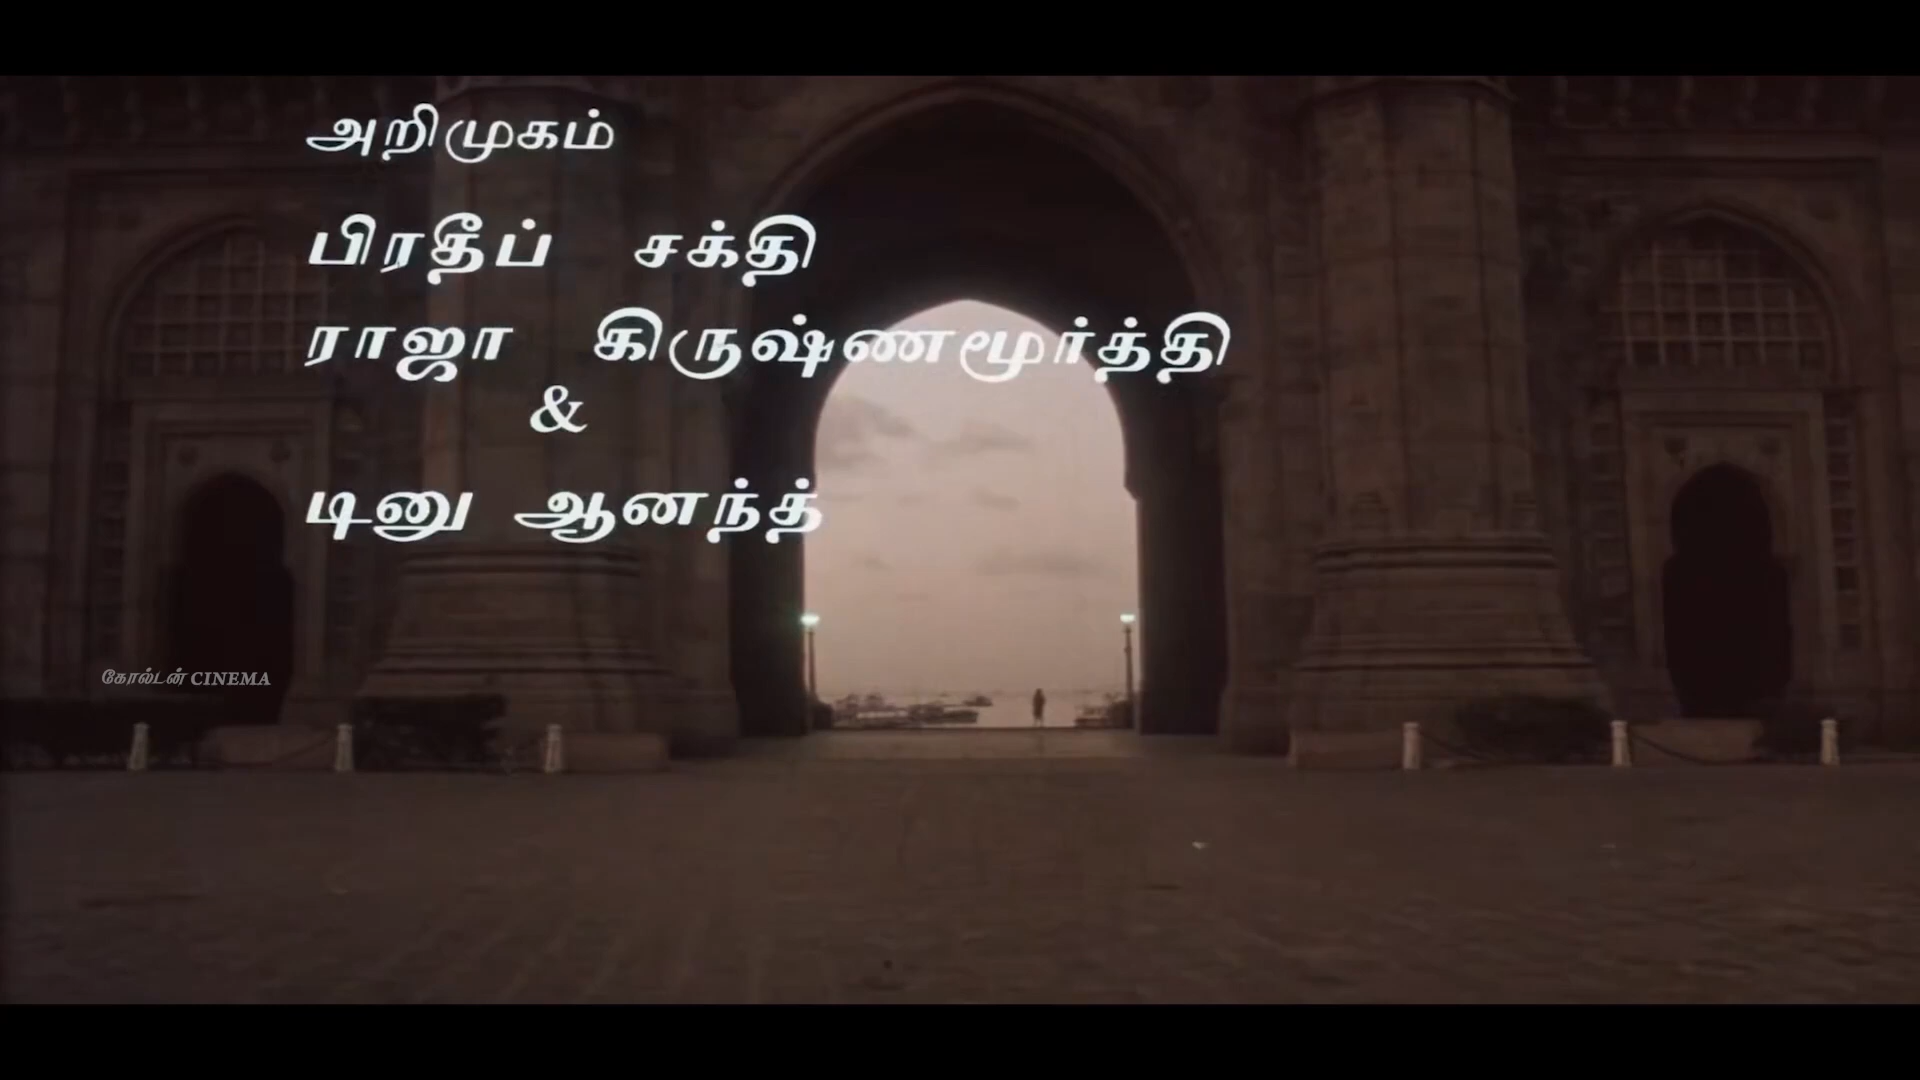 அறிமுகம்
பிரதீப் சக்தி
ராஜா கிருஷ்ணமூர்த்தி
&
டினு ஆனந்த்
கோல்டன் CINEMA